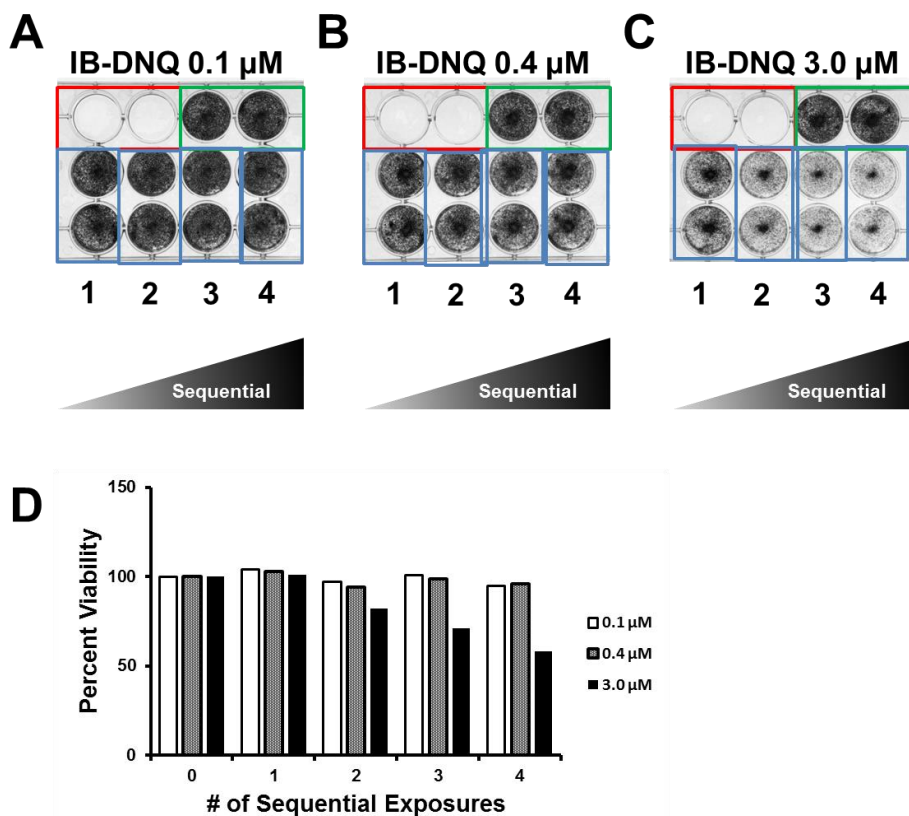 A
B
C
IB-DNQ 0.1 µM
IB-DNQ 0.4 µM
IB-DNQ 3.0 µM
1 2 3 4
1 2 3 4
1 2 3 4
Sequential
Sequential
Sequential
D
150
100
50
0
Percent Viability
0 1 2 3 4
# of Sequential Exposures
0.1 µM
0.4 µM
3.0 µM